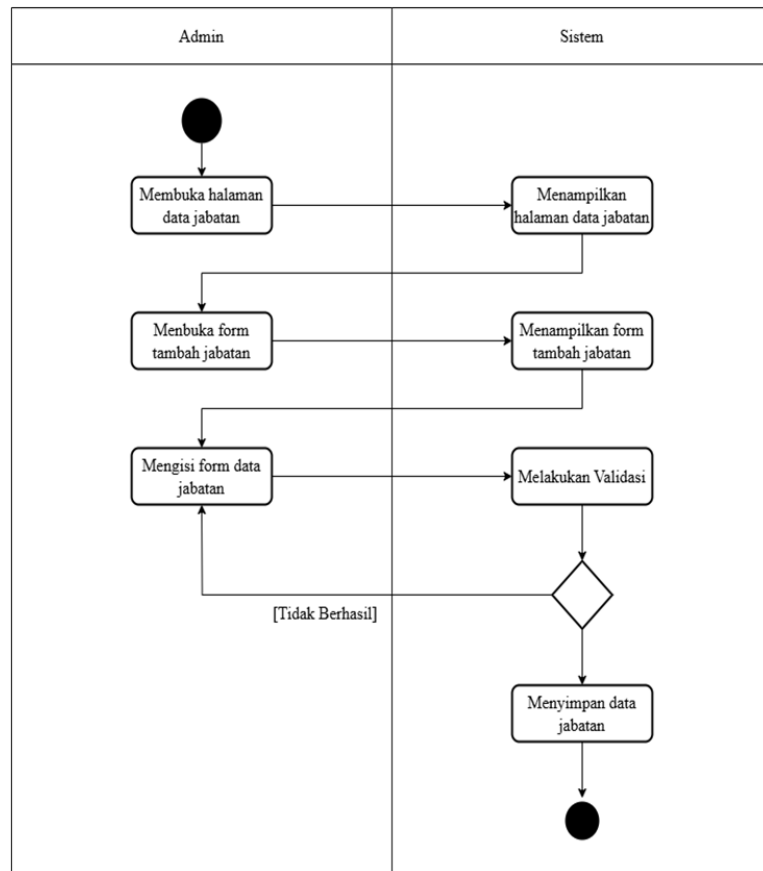 Admin
Sistem
Membuka halaman
data jabatan
Menampilkan
halaman data jabatan
Menbuka form
tambah jabatan
Menampilkan form
tambah jabatan
Mengisi form data
jabatan
Melakukan Validasi
[Tidak Berhasil]
Menyimpan data
jabatan